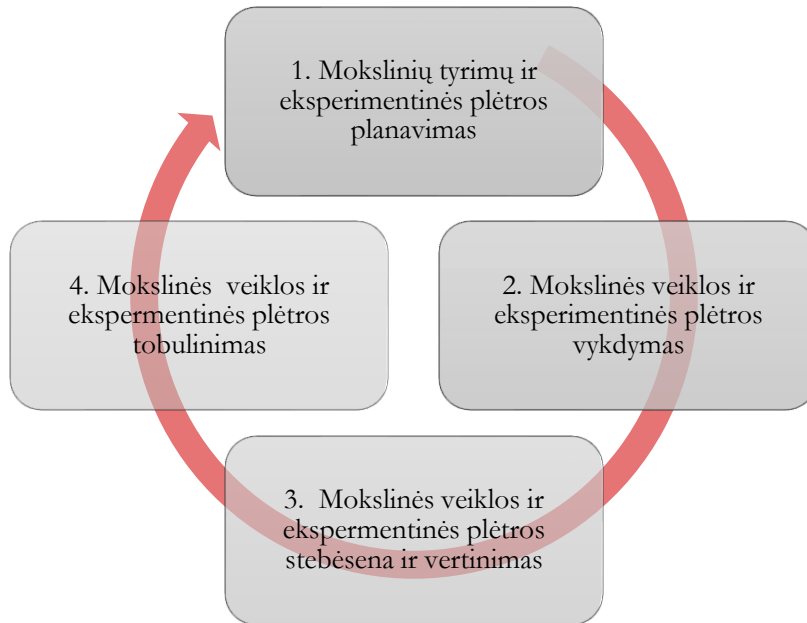 1. Mokslinių tyrimų ir
eksperimentinės plėtros
planavimas
2. Mokslinės veiklos ir
eksperimentinės plėtros
vykdymas
3. Mokslinės veiklos ir
ekspermentinės plėtros
stebėsena ir vertinimas
4. Mokslinės veiklos ir
ekspermentinės plėtros
tobulinimas